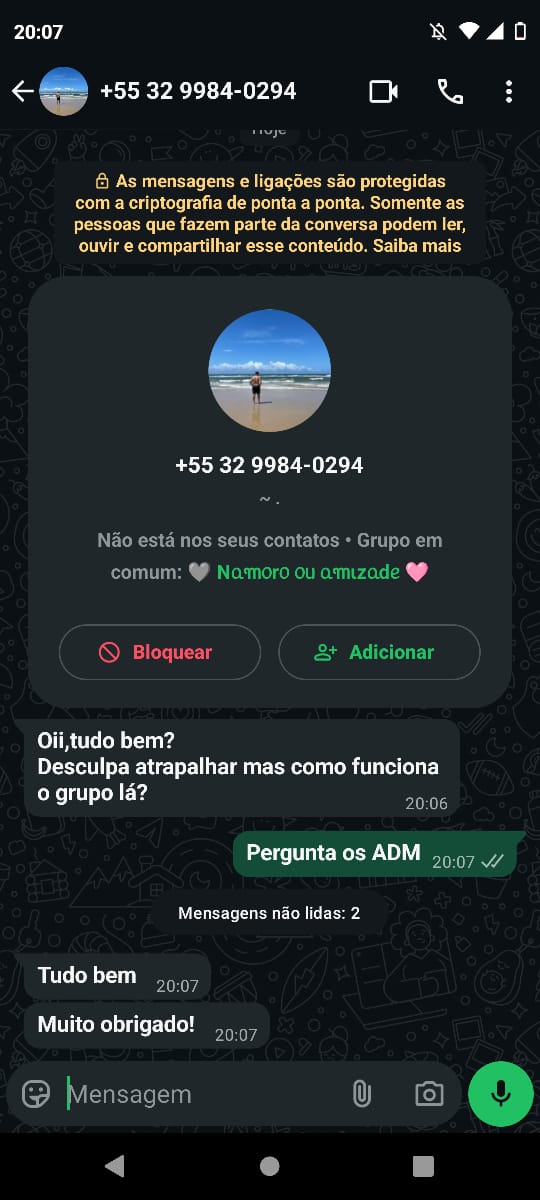 20:07
+55 32 9984-0294
Hoje
As mensagens e ligações são protegidas
com a criptografia de ponta a ponta. Somente as
pessoas que fazem parte da conversa podem ler,
ouvir e compartilhar esse conteúdo. Saiba mais
+55 32 9984-0294
~ .
Não está nos seus contatos • Grupo em
comum: 🩶 Namoro ou amizade 🩷
Bloquear
Adicionar
Oii,tudo bem?
Desculpa atrapalhar mas como funciona
o grupo lá?
20:06
Pergunta os ADM 20:07
Mensagens não lidas: 2
Tudo bem 20:07
Muito obrigado! 20:07
Mensagem